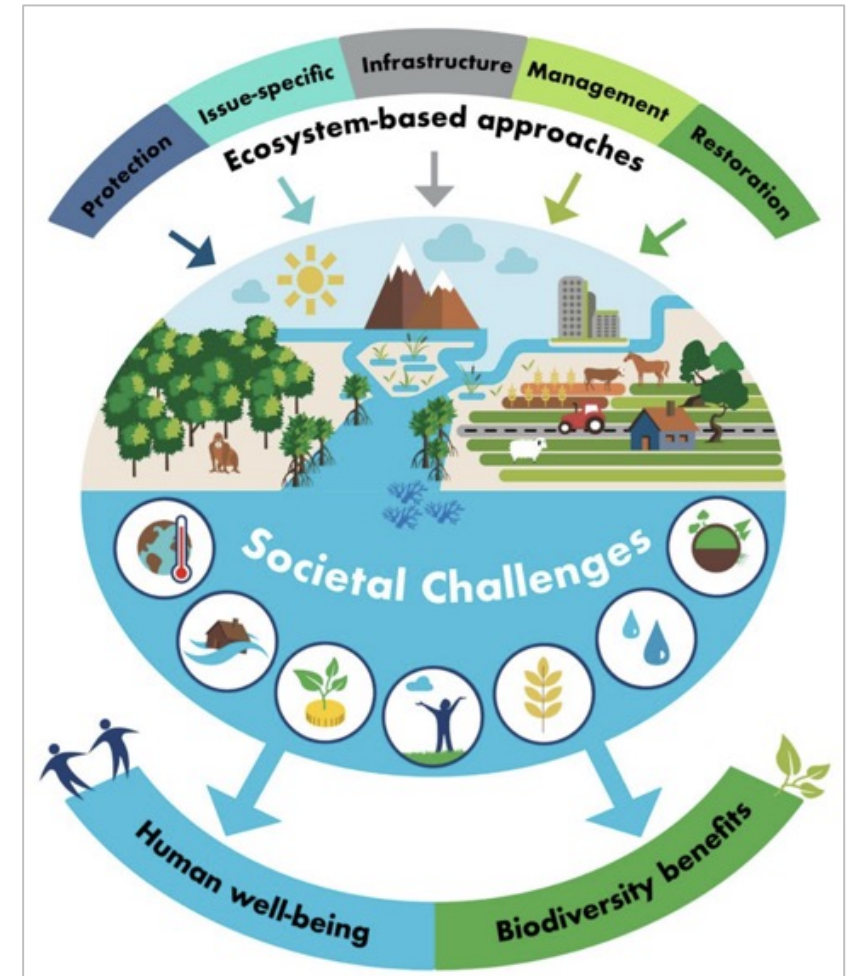 Protection
Issue-specific
Infrastructure
Management
Restoration
Ecosystem-based approaches
Societal Challenges
Human well-being
Biodiversity benefits